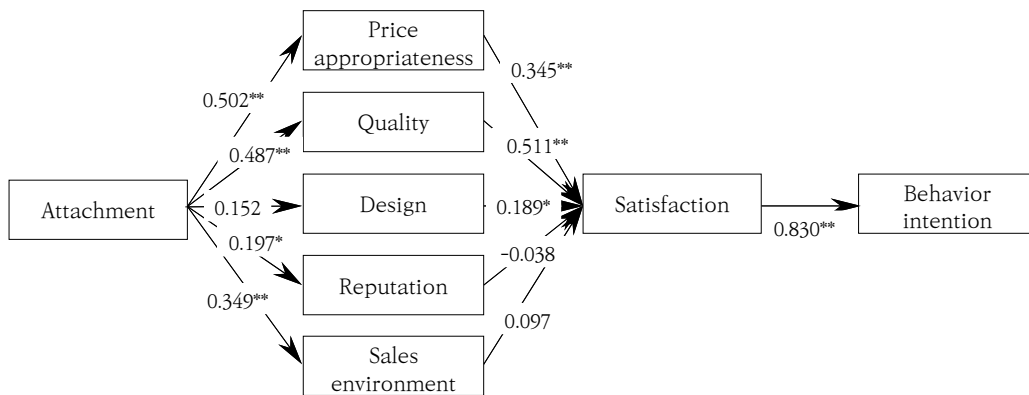 Price
appropriateness
0.345**
0.502**
Quality
0.487**
0.511**
Attachment
0.152
Design
0.189*
Satisfaction
0.830**
Behavior
intention
0.197*
Reputation
-0.038
0.349**
0.097
Sales
environment